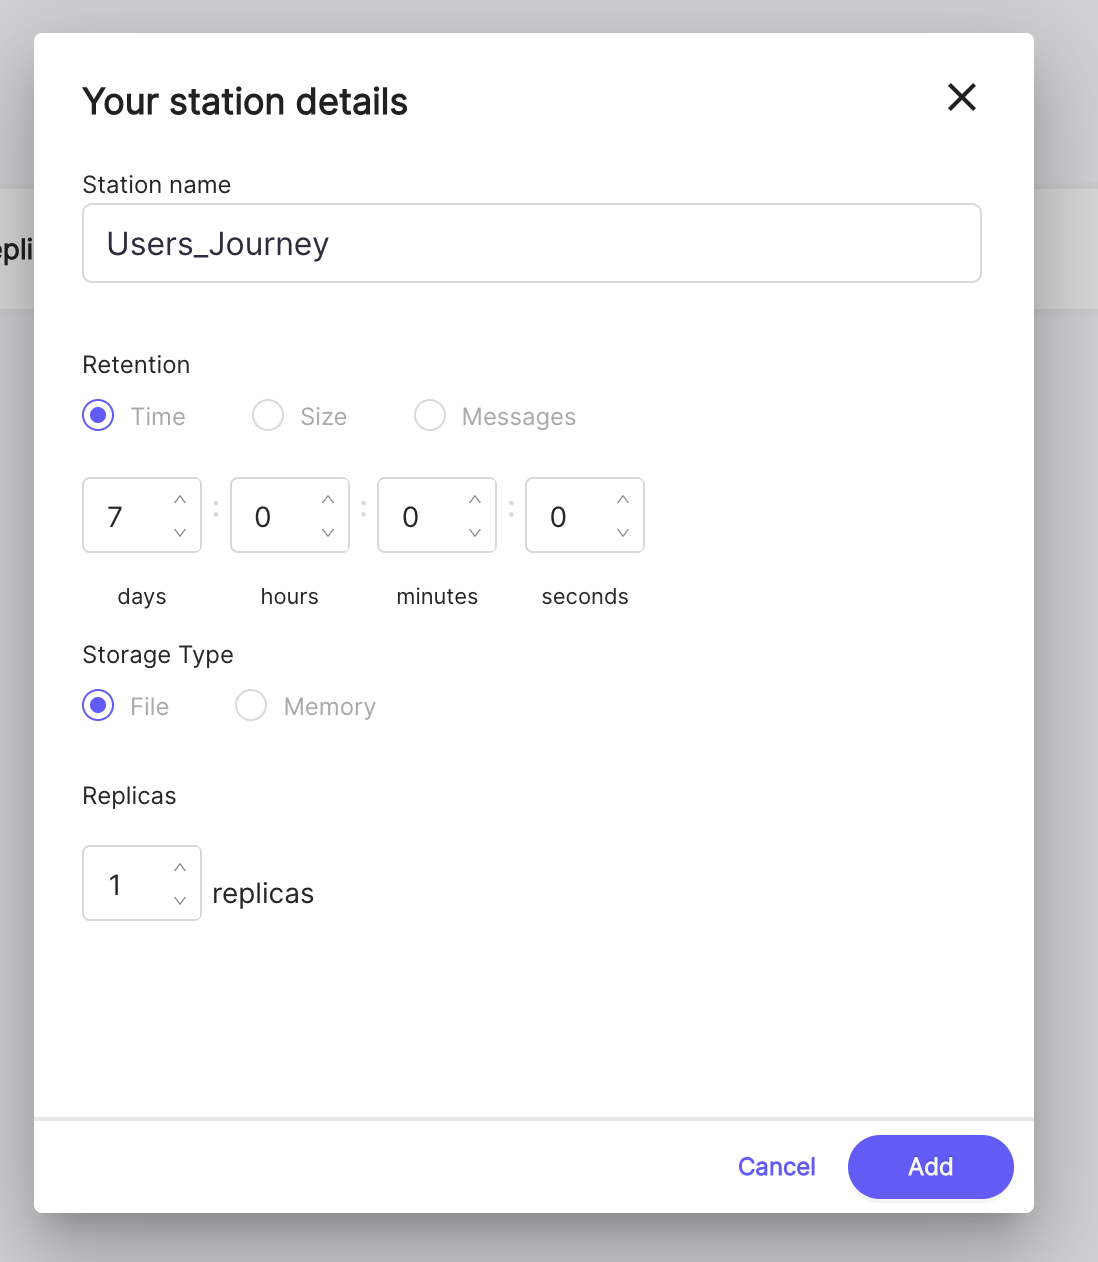 Your station details
Station name
Users_Journey
Retention
Time Size Messages
7 : 0 : 0 : 0
days hours minutes seconds
Storage Type
File Memory
Replicas
1 replicas
Cancel Add